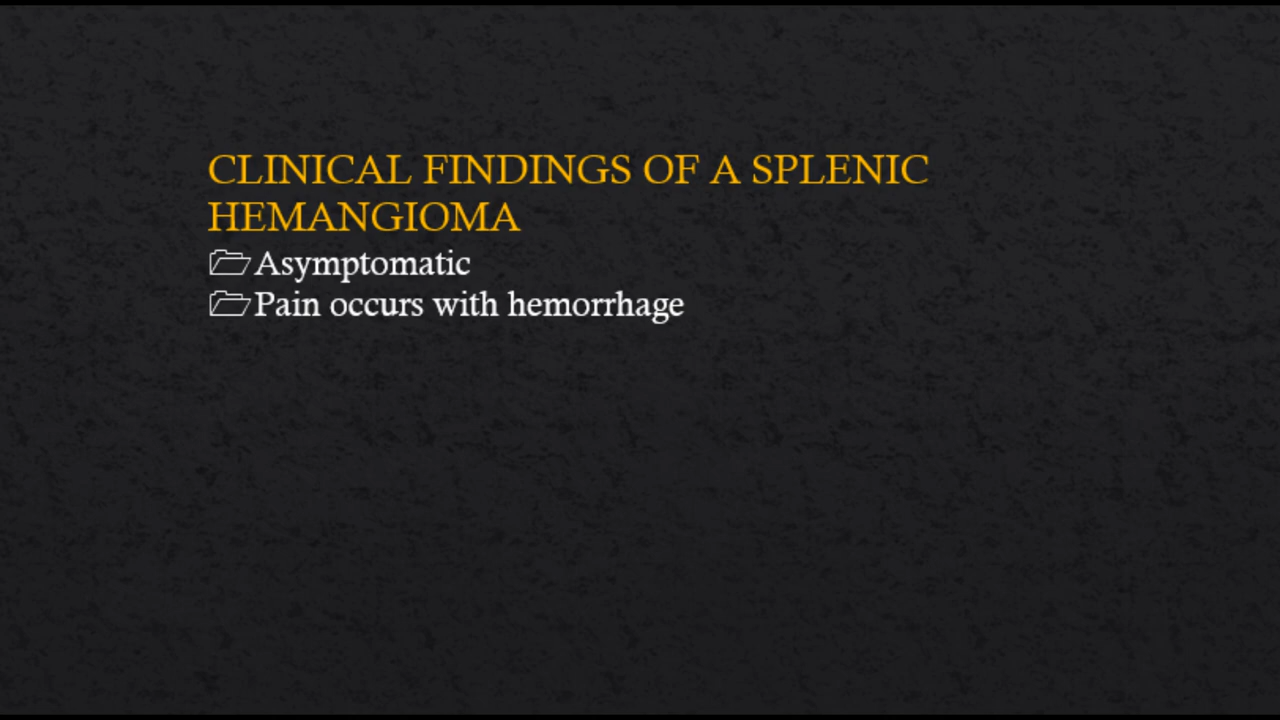 CLINICAL FINDINGS OF A SPLENIC
HEMANGIOMA
Asymptomatic
Pain occurs with hemorrhage